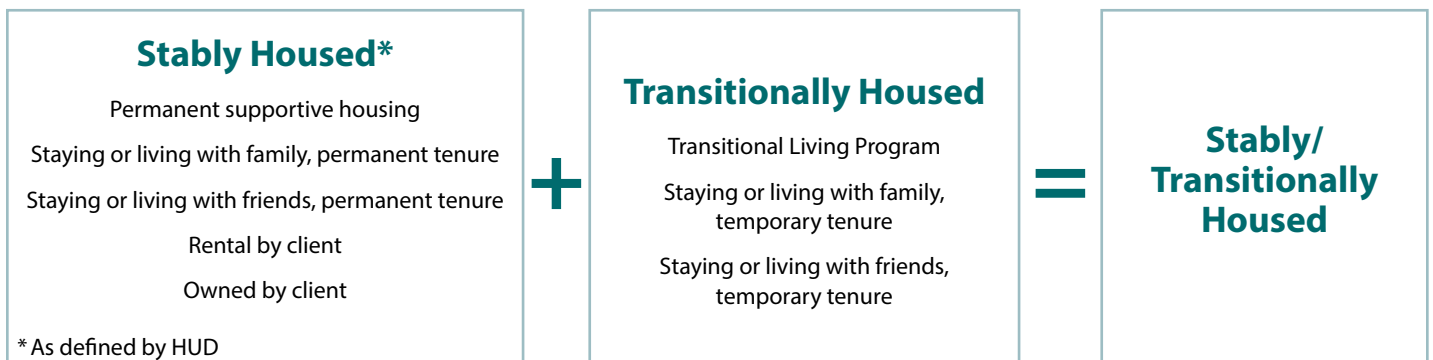 Stably Housed*
Permanent supportive housing
Staying or living with family, permanent tenure
Staying or living with friends, permanent tenure
Rental by client
Owned by client
* As defined by HUD
+
Transitionally Housed
Transitional Living Program
Staying or living with family,
temporary tenure
Staying or living with friends,
temporary tenure
=
Stably/
Transitionally
Housed